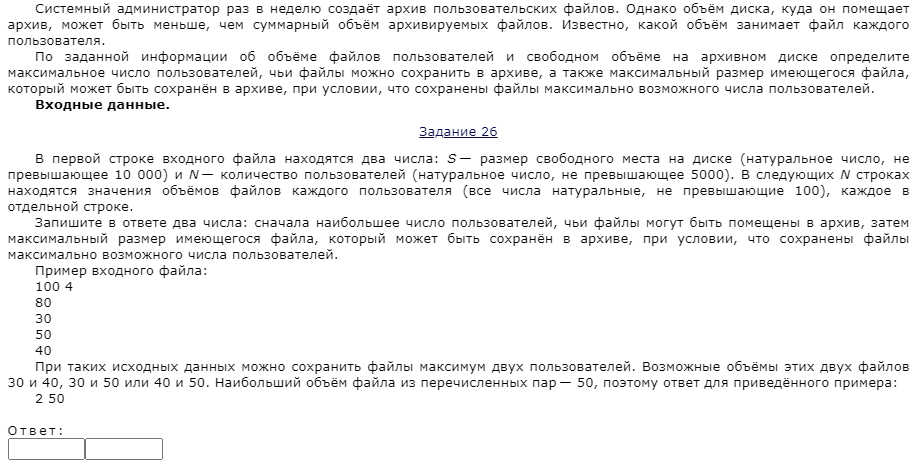 Системный администратор раз в неделю создаёт архив пользовательских файлов. Однако объём диска, куда он помещает
архив, может быть меньше, чем суммарный объём архивируемых файлов. Известно, какой объём занимает файл каждого
пользователя.
По заданной информации об объёме файлов пользователей и свободном объёме на архивном диске определите
максимальное число пользователей, чьи файлы можно сохранить в архиве, а также максимальный размер имеющегося файла,
который может быть сохранён в архиве, при условии, что сохранены файлы максимально возможного числа пользователей.
Входные данные.
Задание 26
В первой строке входного файла находятся два числа: S — размер свободного места на диске (натуральное число, не
превышающее 10 000) и N — количество пользователей (натуральное число, не превышающее 5000). В следующих N строках
находятся значения объёмов файлов каждого пользователя (все числа натуральные, не превышающие 100), каждое в
отдельной строке.
Запишите в ответе два числа: сначала наибольшее число пользователей, чьи файлы могут быть помещены в архив, затем
максимальный размер имеющегося файла, который может быть сохранён в архиве, при условии, что сохранены файлы
максимально возможного числа пользователей.
Пример входного файла:
100 4
80
30
50
40
При таких исходных данных можно сохранить файлы максимум двух пользователей. Возможные объёмы этих двух файлов
30 и 40, 30 и 50 или 40 и 50. Наибольший объём файла из перечисленных пар — 50, поэтому ответ для приведённого примера:
2 50
Ответ: